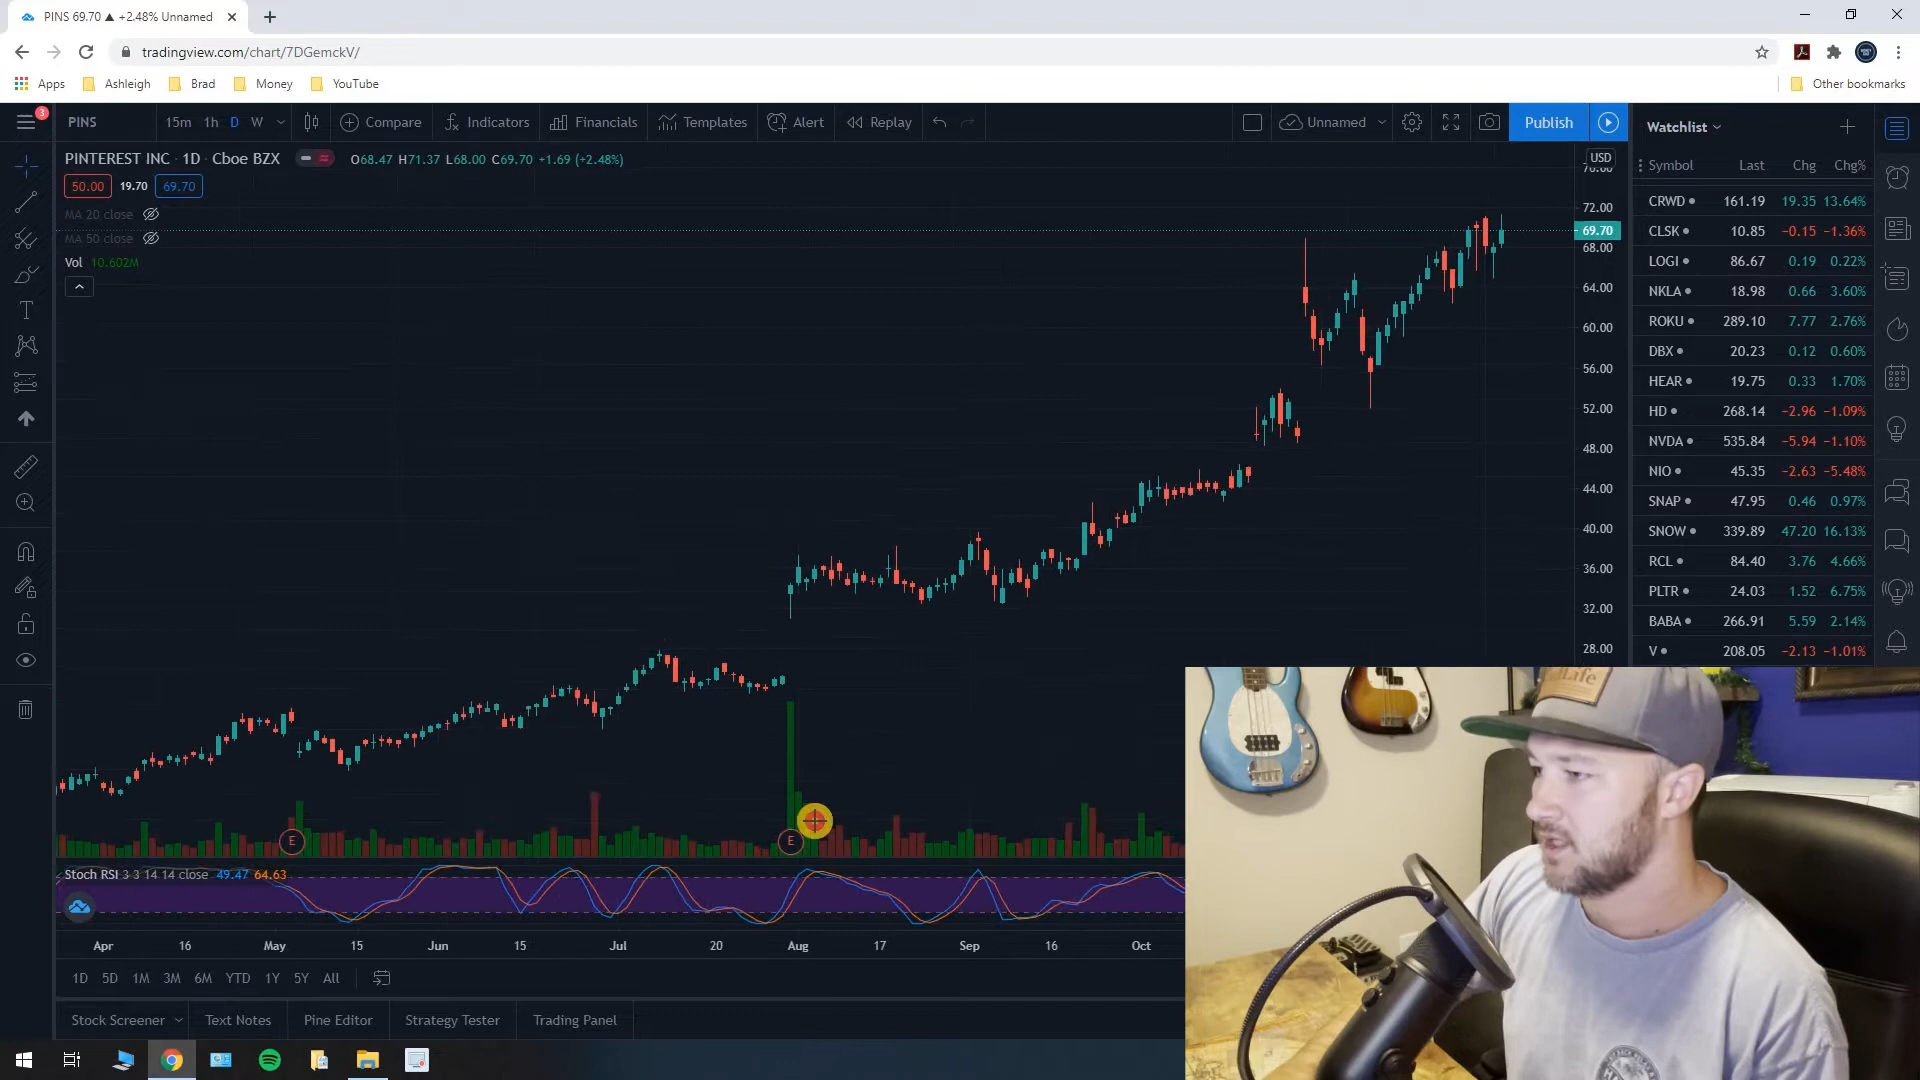 PINS 69.70 ▲ +2.48% Unnamed
tradingview.com/chart/7DGemckV/
Apps Ashleigh Brad Money YouTube Other bookmarks
3
PINS 15m 1h D W Compare Indicators Financials Templates Alert Replay Unnamed Publish
PINTEREST INC · 1D · Cboe BZX O68.47 H71.37 L68.00 C69.70 +1.69 (+2.48%)
50.00 19.70 69.70
MA 20 close
MA 50 close
Vol 10.602M
USD
76.00
72.00
69.70
68.00
64.00
60.00
56.00
52.00
48.00
44.00
40.00
36.00
32.00
28.00
Watchlist
Symbol Last Chg Chg%
CRWD 161.19 19.35 13.64%
CLSK 10.85 −0.15 −1.36%
LOGI 86.67 0.19 0.22%
NKLA 18.98 0.66 3.60%
ROKU 289.10 7.77 2.76%
DBX 20.23 0.12 0.60%
HEAR 19.75 0.33 1.70%
HD 268.14 −2.96 −1.09%
NVDA 535.84 −5.94 −1.10%
NIO 45.35 −2.63 −5.48%
SNAP 47.95 0.46 0.97%
SNOW 339.89 47.20 16.13%
RCL 84.40 3.76 4.66%
PLTR 24.03 1.52 6.75%
BABA 266.91 5.59 2.14%
V 208.05 −2.13 −1.01%
E E
Stoch RSI 3 3 14 14 close 49.47 64.63
Apr 16 May 15 Jun 15 Jul 20 Aug 17 Sep 16 Oct
1D 5D 1M 3M 6M YTD 1Y 5Y All
Stock Screener Text Notes Pine Editor Strategy Tester Trading Panel